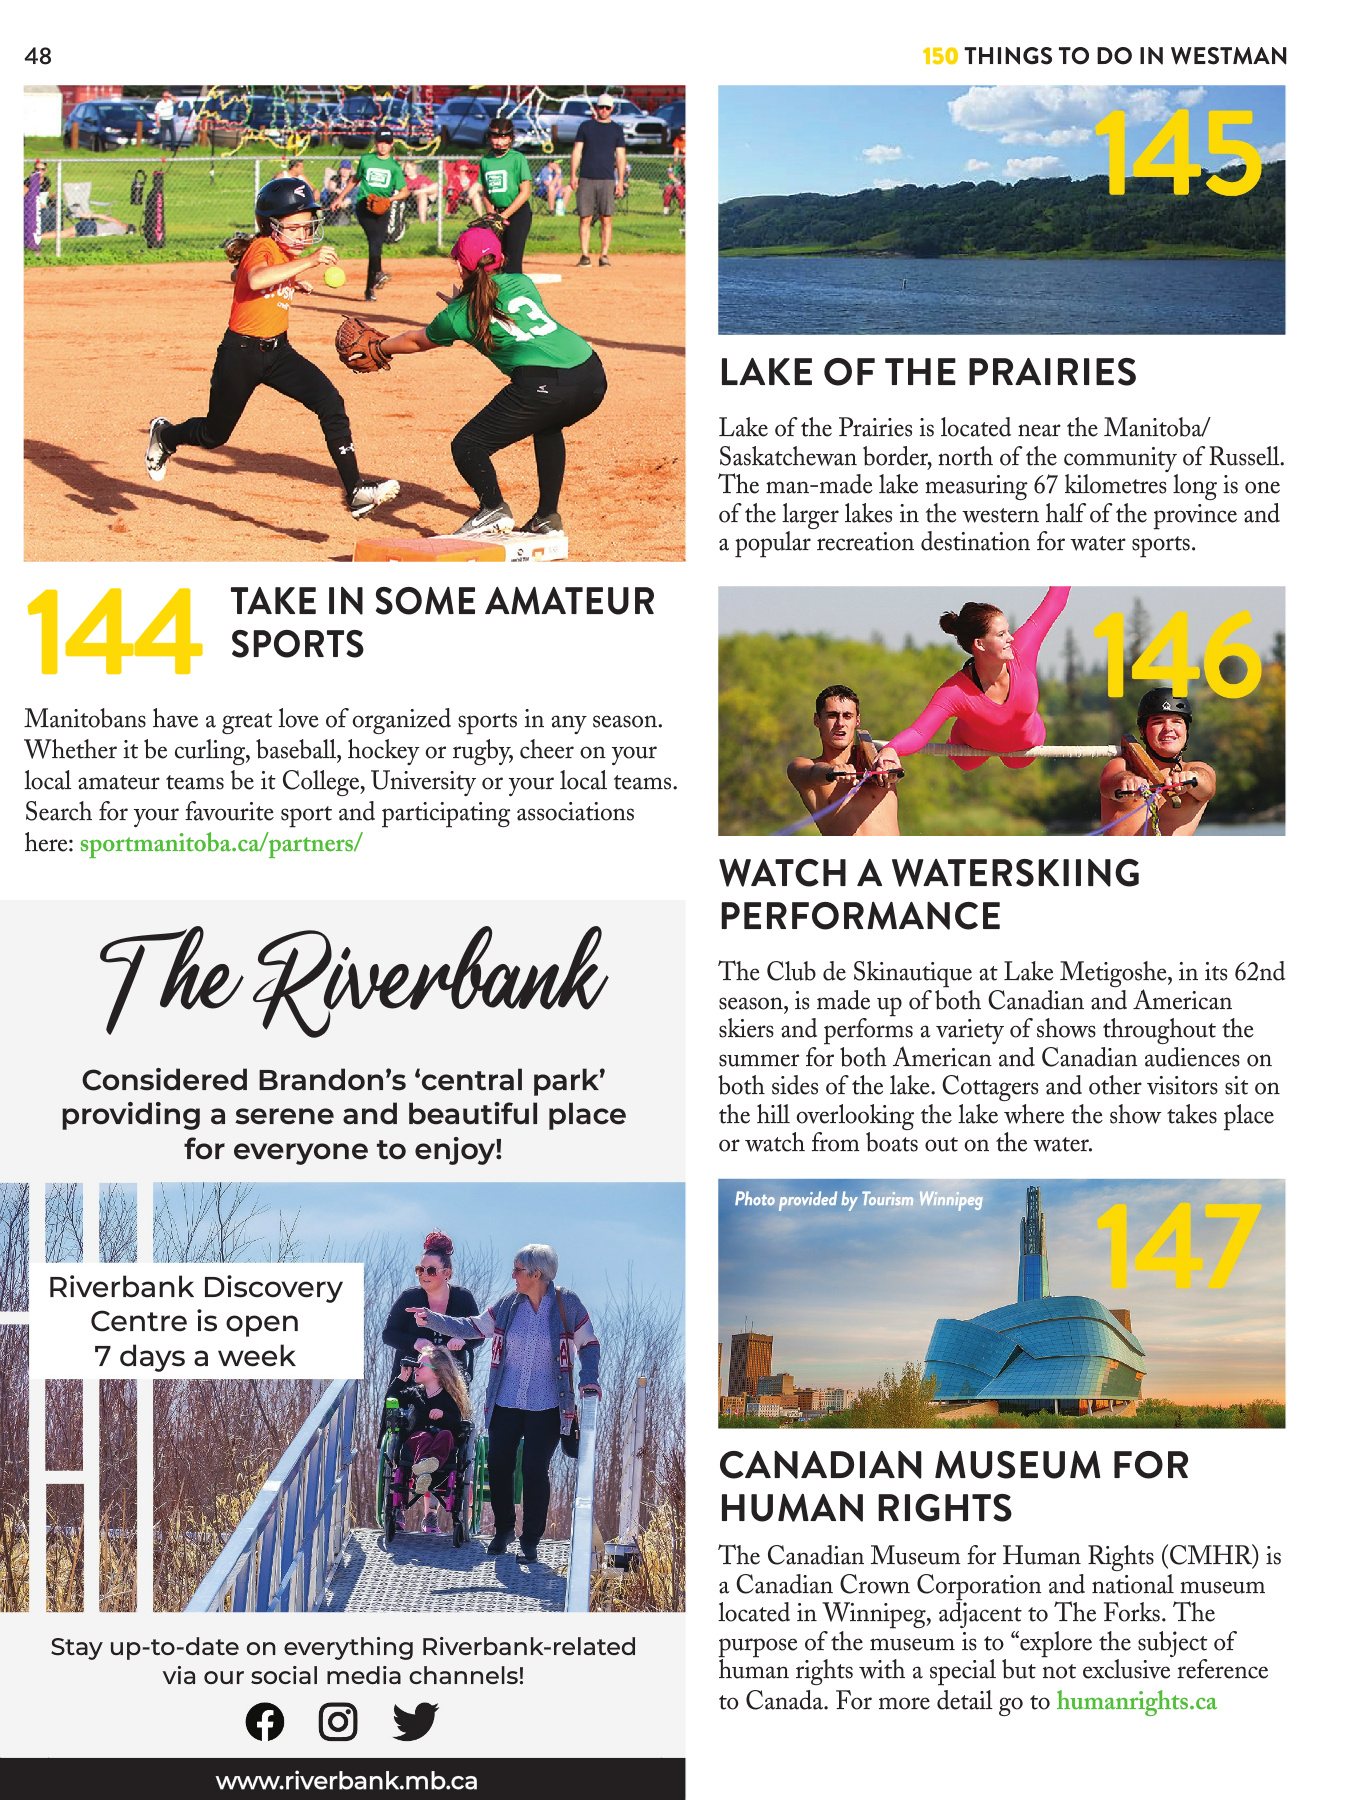 48
150 THINGS TO DO IN WESTMAN
13
144
TAKE IN SOME AMATEUR
SPORTS
Manitobans have a great love of organized sports in any season.
Whether it be curling, baseball, hockey or rugby, cheer on your
local amateur teams be it College, University or your local teams.
Search for your favourite sport and participating associations
here: sportmanitoba.ca/partners/
The Riverbank
Considered Brandon's ‘central park’
providing a serene and beautiful place
for everyone to enjoy!
Riverbank Discovery
Centre is open
7 days a week
Stay up-to-date on everything Riverbank-related
via our social media channels!
www.riverbank.mb.ca
145
LAKE OF THE PRAIRIES
Lake of the Prairies is located near the Manitoba/
Saskatchewan border, north of the community of Russell.
The man-made lake measuring 67 kilometres long is one
of the larger lakes in the western half of the province and
a popular recreation destination for water sports.
146
WATCH A WATERSKIING
PERFORMANCE
The Club de Skinautique at Lake Metigoshe, in its 62nd
season, is made up of both Canadian and American
skiers and performs a variety of shows throughout the
summer for both American and Canadian audiences on
both sides of the lake. Cottagers and other visitors sit on
the hill overlooking the lake where the show takes place
or watch from boats out on the water.
Photo provided by Tourism Winnipeg
147
CANADIAN MUSEUM FOR
HUMAN RIGHTS
The Canadian Museum for Human Rights (CMHR) is
a Canadian Crown Corporation and national museum
located in Winnipeg, adjacent to The Forks. The
purpose of the museum is to “explore the subject of
human rights with a special but not exclusive reference
to Canada. For more detail go to humanrights.ca